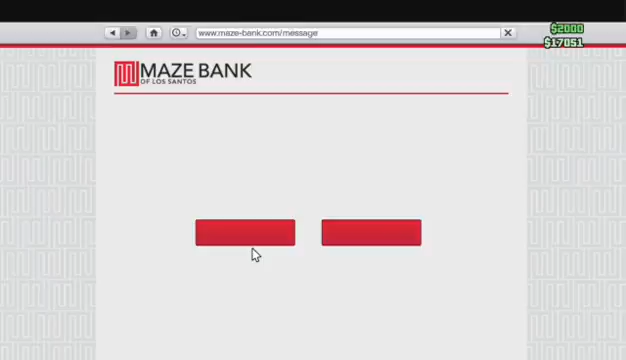 $2000
www.maze-bank.com/message
$17051
MAZE BANK
OF LOS SANTOS